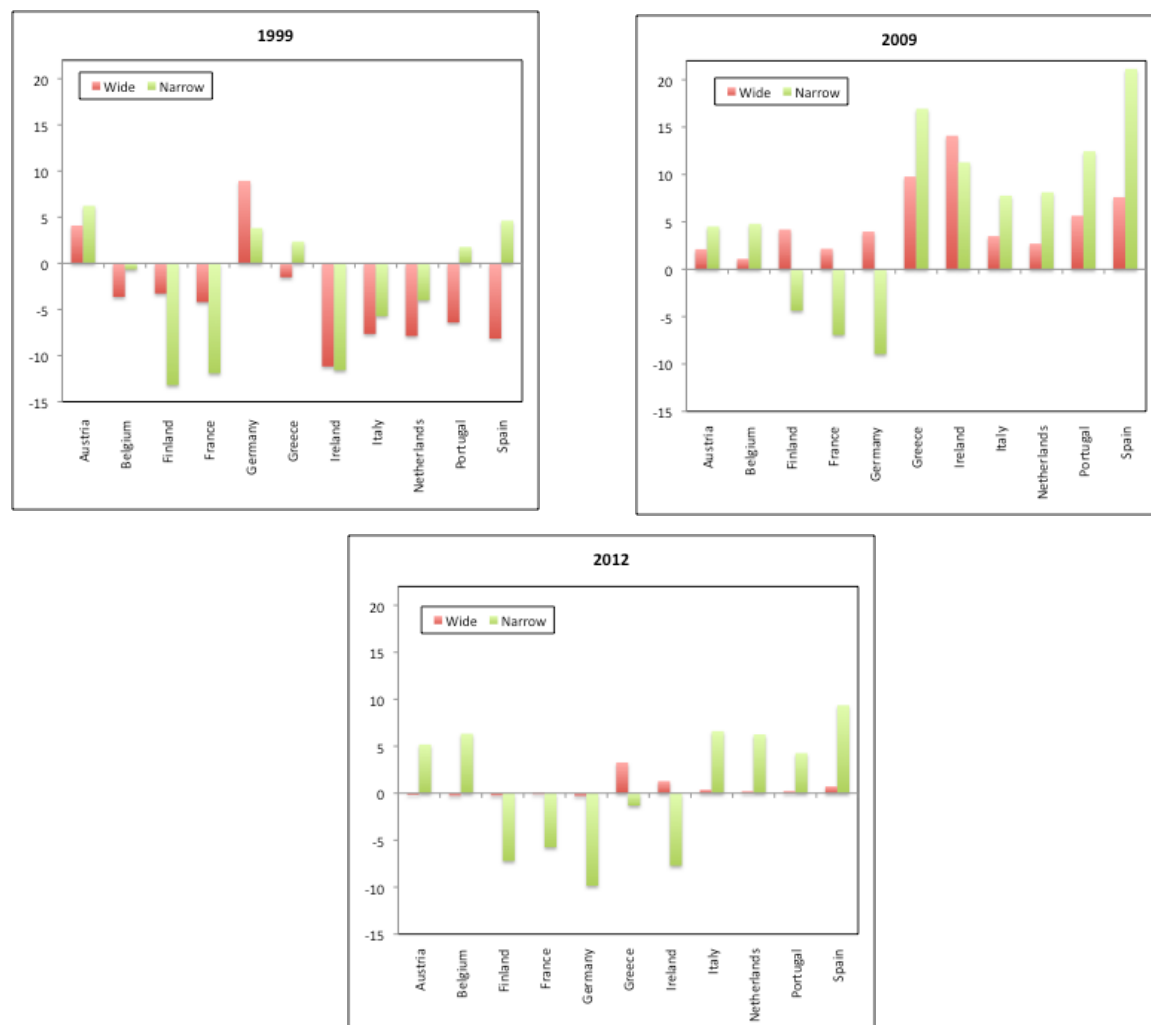 1999
Wide Narrow
20
15
10
5
0
-5
-10
-15
Austria
Belgium
Finland
France
Germany
Greece
Ireland
Italy
Netherlands
Portugal
Spain
2009
Wide Narrow
20
15
10
5
0
-5
-10
-15
Austria
Belgium
Finland
France
Germany
Greece
Ireland
Italy
Netherlands
Portugal
Spain
2012
Wide Narrow
20
15
10
5
0
-5
-10
-15
Austria
Belgium
Finland
France
Germany
Greece
Ireland
Italy
Netherlands
Portugal
Spain